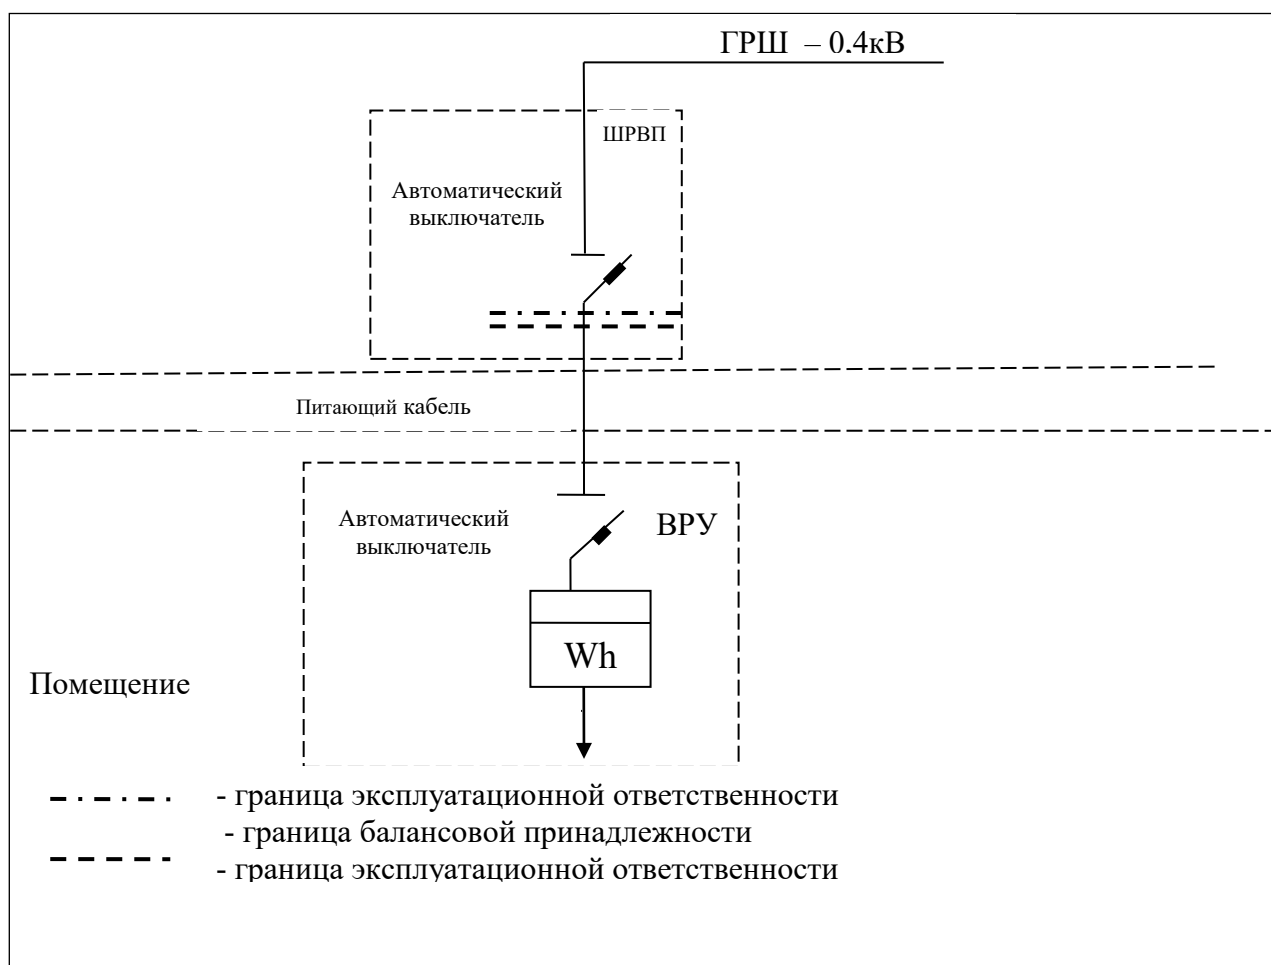 ГРШ – 0,4кВ
ШРВП
Автоматический
выключатель
Питающий кабель
Автоматический
выключатель
ВРУ
Wh
Помещение
- граница эксплуатационной ответственности
- граница балансовой принадлежности
- граница эксплуатационной ответственности